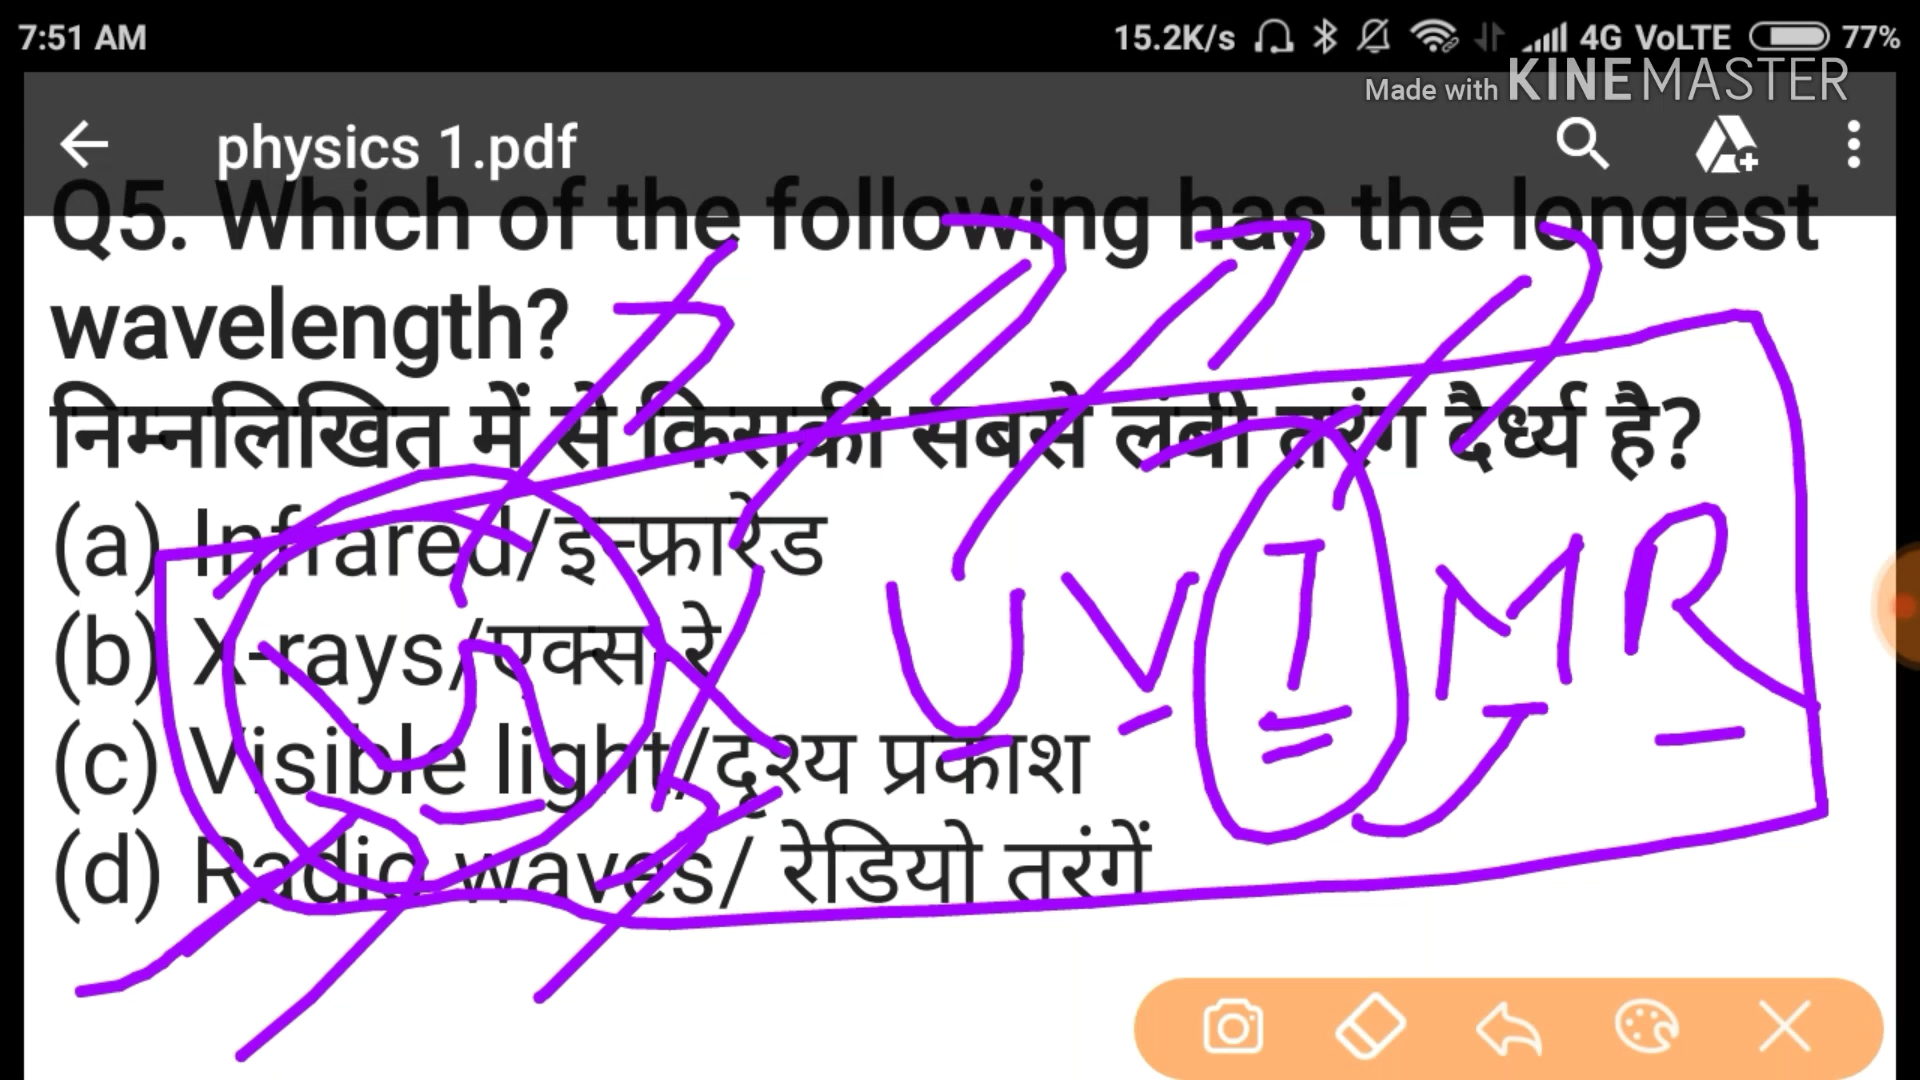 7:51 AM 15.2K/s 4G VoLTE 77%
Made with KINEMASTER
physics 1.pdf
Q5. Which of the following has the longest
wavelength?
निम्नलिखित में से किसकी सबसे लंबी तरंग दैर्ध्य है?
(a) Infrared/इन्फ्रारेड
(b) X-rays/एक्स-रे
(c) Visible light/दृश्य प्रकाश
(d) Radio waves/ रेडियो तरंगें
U V I M R